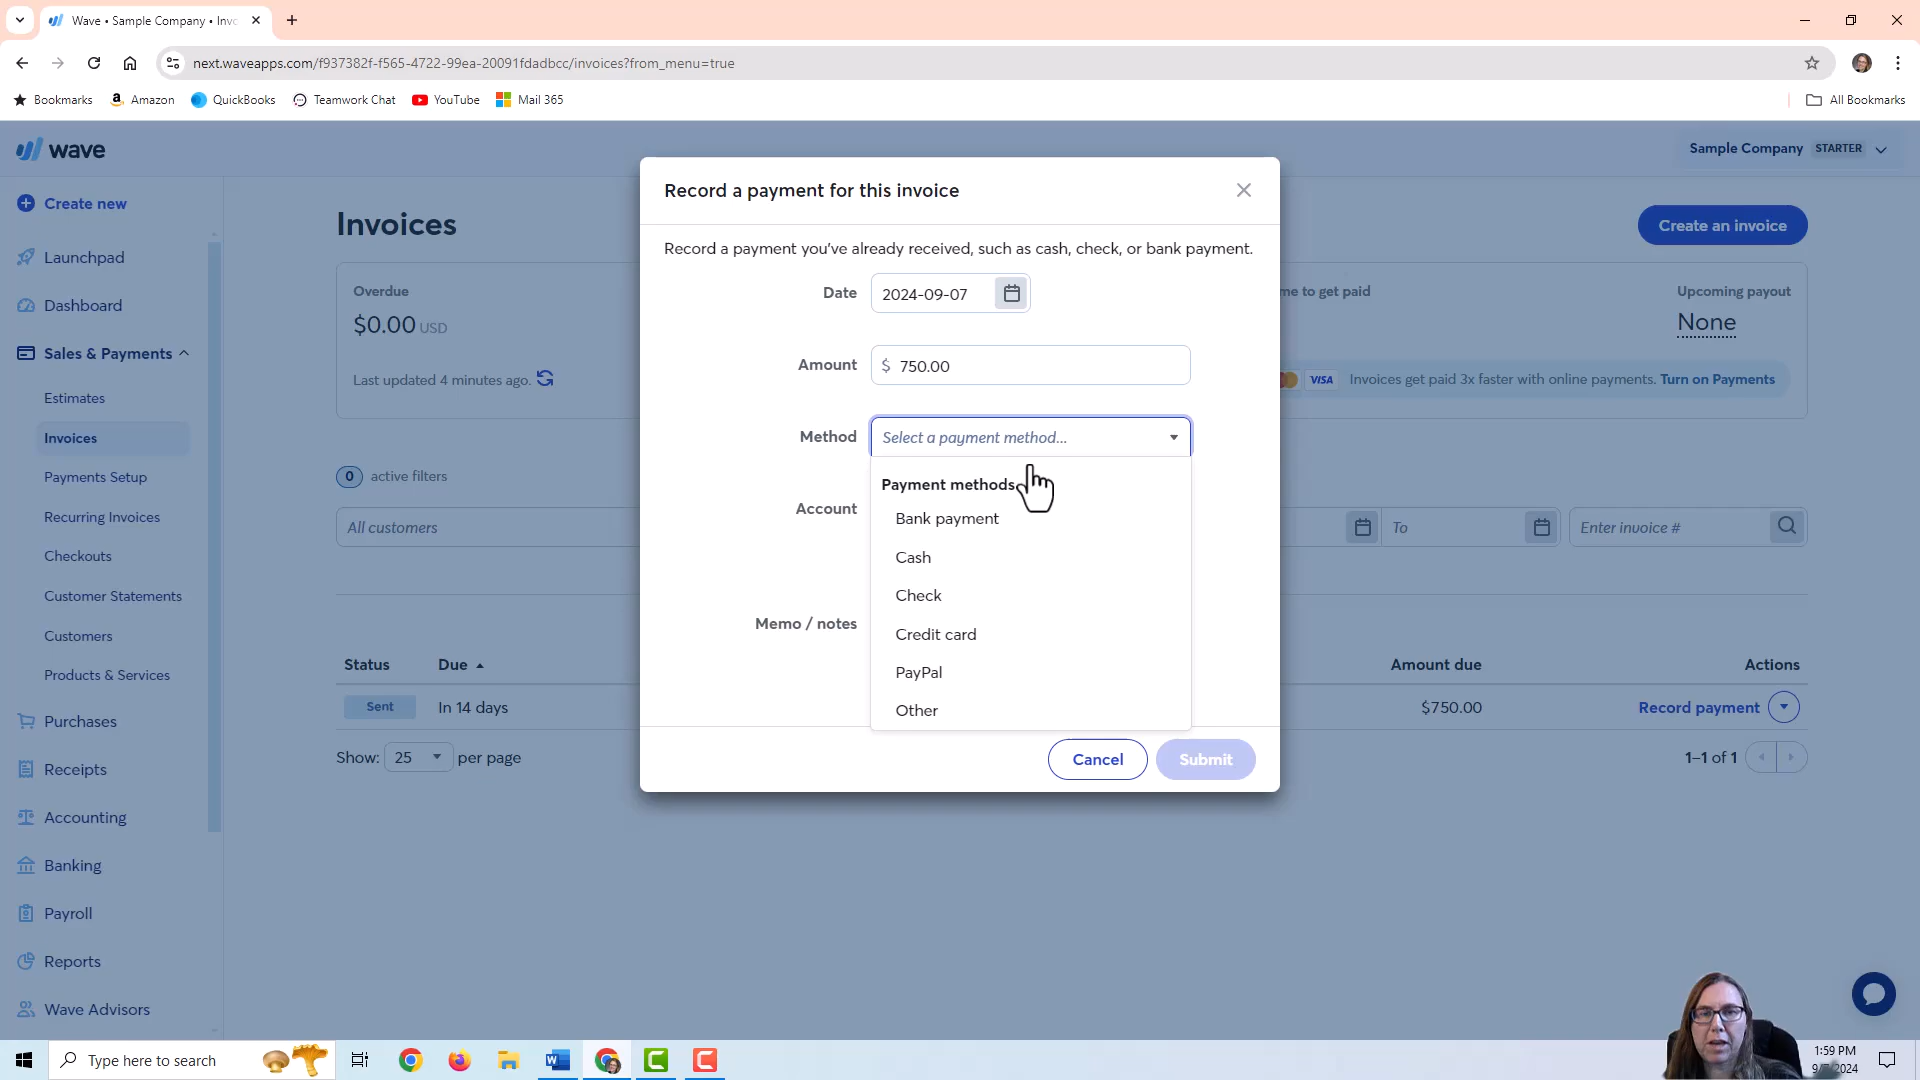 Wave • Sample Company • Invo
next.waveapps.com/f937382f-f565-4722-99ea-20091fdadbcc/invoices?from_menu=true
Bookmarks Amazon QuickBooks Teamwork Chat YouTube Mail 365 All Bookmarks
wave
Sample Company STARTER
Create new
Launchpad
Dashboard
Sales & Payments
Estimates
Invoices
Payments Setup
Recurring Invoices
Checkouts
Customer Statements
Customers
Products & Services
Purchases
Receipts
Accounting
Banking
Payroll
Reports
Wave Advisors
Invoices
Create an invoice
Overdue
$0.00 USD
Last updated 4 minutes ago.
me to get paid
Upcoming payout
None
VISA Invoices get paid 3x faster with online payments. Turn on Payments
0 active filters
All customers
To
Enter invoice #
Status Due Amount due Actions
Sent In 14 days $750.00 Record payment
Show: 25 per page
1–1 of 1
Record a payment for this invoice
Record a payment you've already received, such as cash, check, or bank payment.
Date 2024-09-07
Amount $ 750.00
Method Select a payment method...
Account
Memo / notes
Payment methods
Bank payment
Cash
Check
Credit card
PayPal
Other
Cancel Submit
Type here to search
1:59 PM